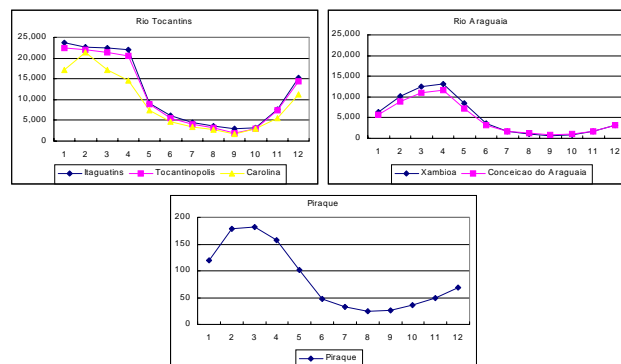 Rio Tocantins
25,000
20,000
15,000
10,000
5,000
0
1 2 3 4 5 6 7 8 9 10 11 12
Itaguatins Tocantinopolis Carolina
Rio Araguaia
25,000
20,000
15,000
10,000
5,000
0
1 2 3 4 5 6 7 8 9 10 11 12
Xambioa Conceicao do Araguaia
Piraque
200
150
100
50
0
1 2 3 4 5 6 7 8 9 10 11 12
Piraque